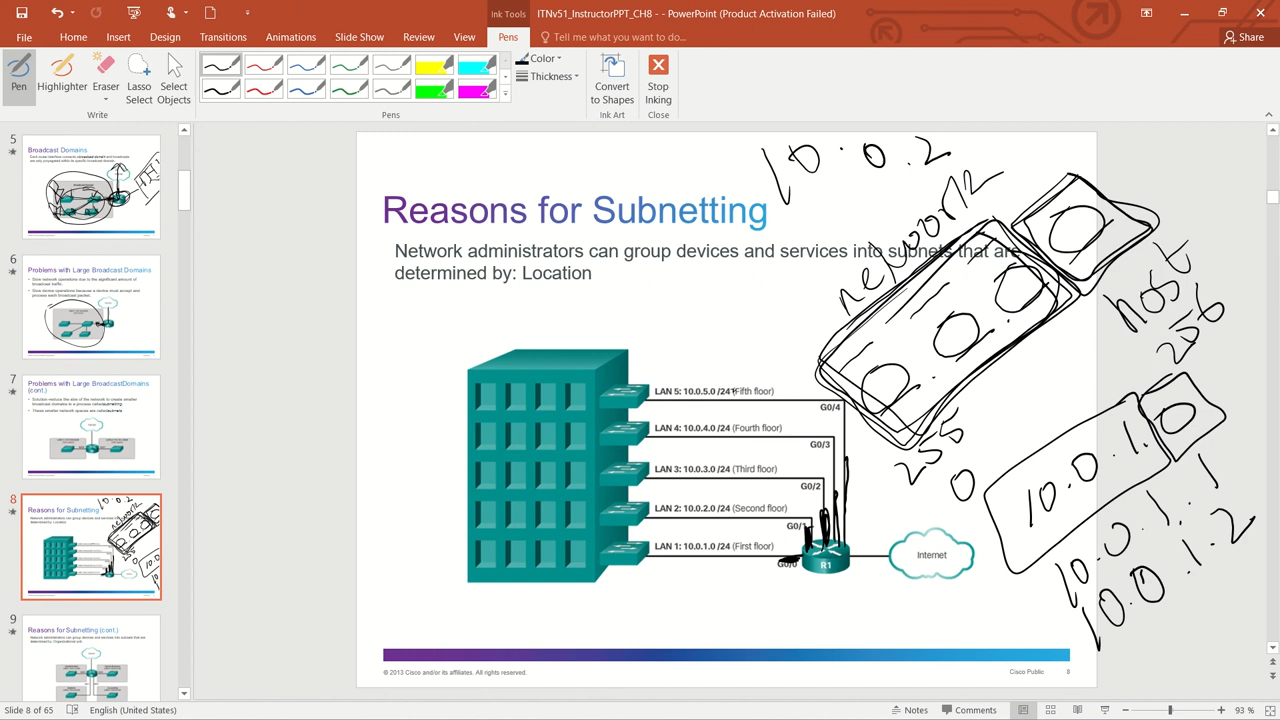 Ink Tools
ITNv51_InstructorPPT_CH8 - - PowerPoint (Product Activation Failed)
File Home Insert Design Transitions Animations Slide Show Review View Pens Tell me what you want to do... Share
Pen Highlighter Eraser Lasso Select Select Objects
Color
Thickness
Convert to Shapes
Stop Inking
Write Pens Ink Art Close
5
Broadcast Domains
6
Problems with Large Broadcast Domains
7
Problems with Large BroadcastDomains (cont.)
8
Reasons for Subnetting
9
Reasons for Subnetting (cont.)
10.0.2
Reasons for Subnetting
Network administrators can group devices and services into subnets that are
determined by: Location
network
host
256
255
0
LAN 5: 10.0.5.0 /24 (Fifth floor)
G0/4
LAN 4: 10.0.4.0 /24 (Fourth floor)
G0/3
LAN 3: 10.0.3.0 /24 (Third floor)
G0/2
LAN 2: 10.0.2.0 /24 (Second floor)
G0/1
LAN 1: 10.0.1.0 /24 (First floor)
G0/0
R1
Internet
10.0.1.0
10.0.1.1
10.0.1.2
© 2013 Cisco and/or its affiliates. All rights reserved.
Cisco Public
8
Slide 8 of 65 English (United States) Notes Comments 93 %